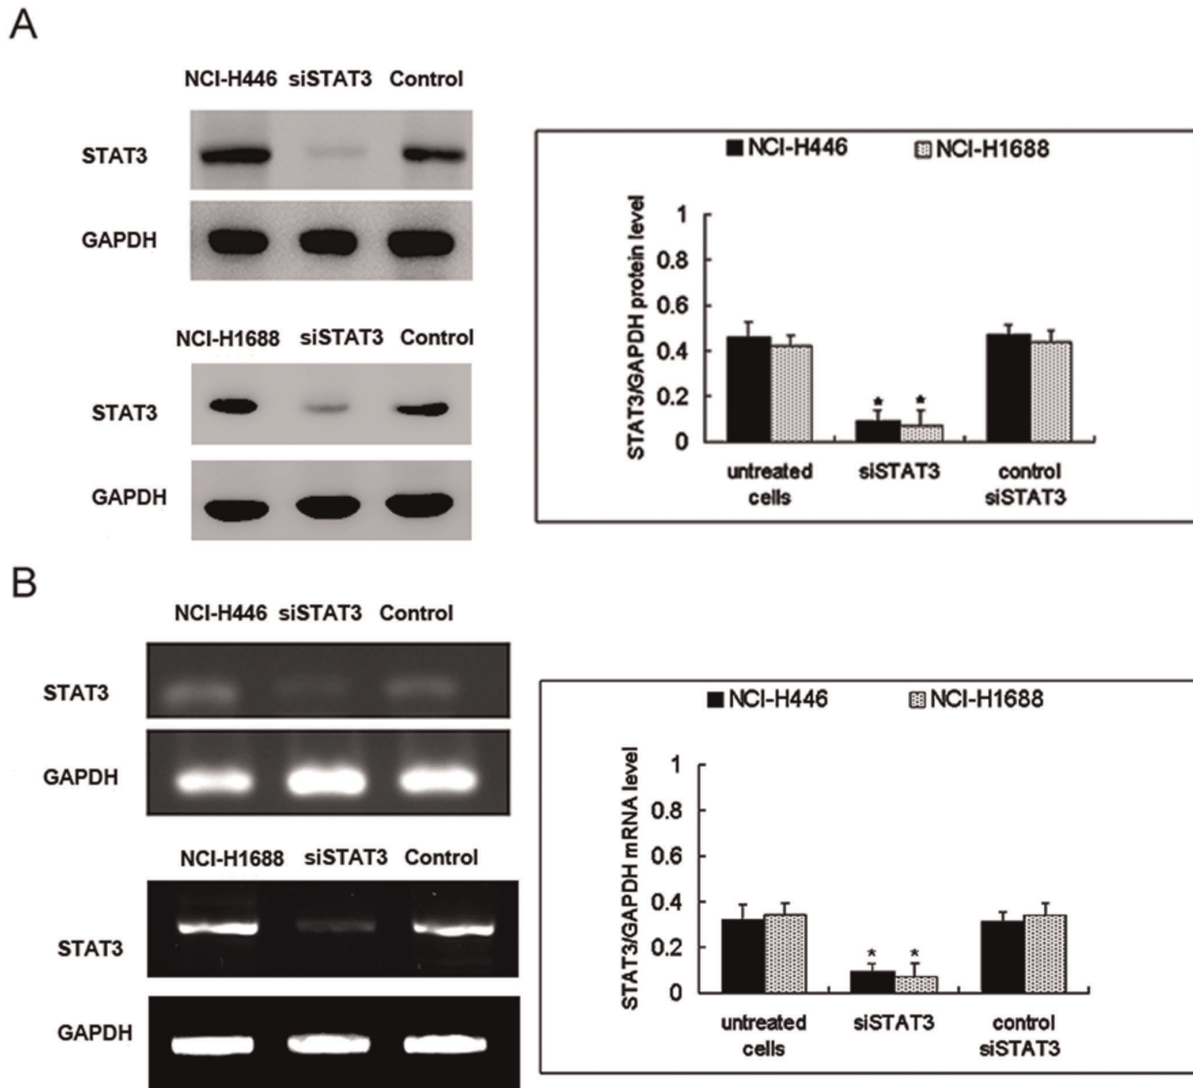 A
NCI-H446 siSTAT3 Control
STAT3
GAPDH
NCI-H1688 siSTAT3 Control
STAT3
GAPDH
NCI-H446 NCI-H1688
STAT3/GAPDH protein level
1
0.8
0.6
0.4
0.2
0
* *
untreated cells
siSTAT3
control siSTAT3
B
NCI-H446 siSTAT3 Control
STAT3
GAPDH
NCI-H1688 siSTAT3 Control
STAT3
GAPDH
NCI-H446 NCI-H1688
STAT3/GAPDH mRNA level
1
0.8
0.6
0.4
0.2
0
* *
untreated cells
siSTAT3
control siSTAT3